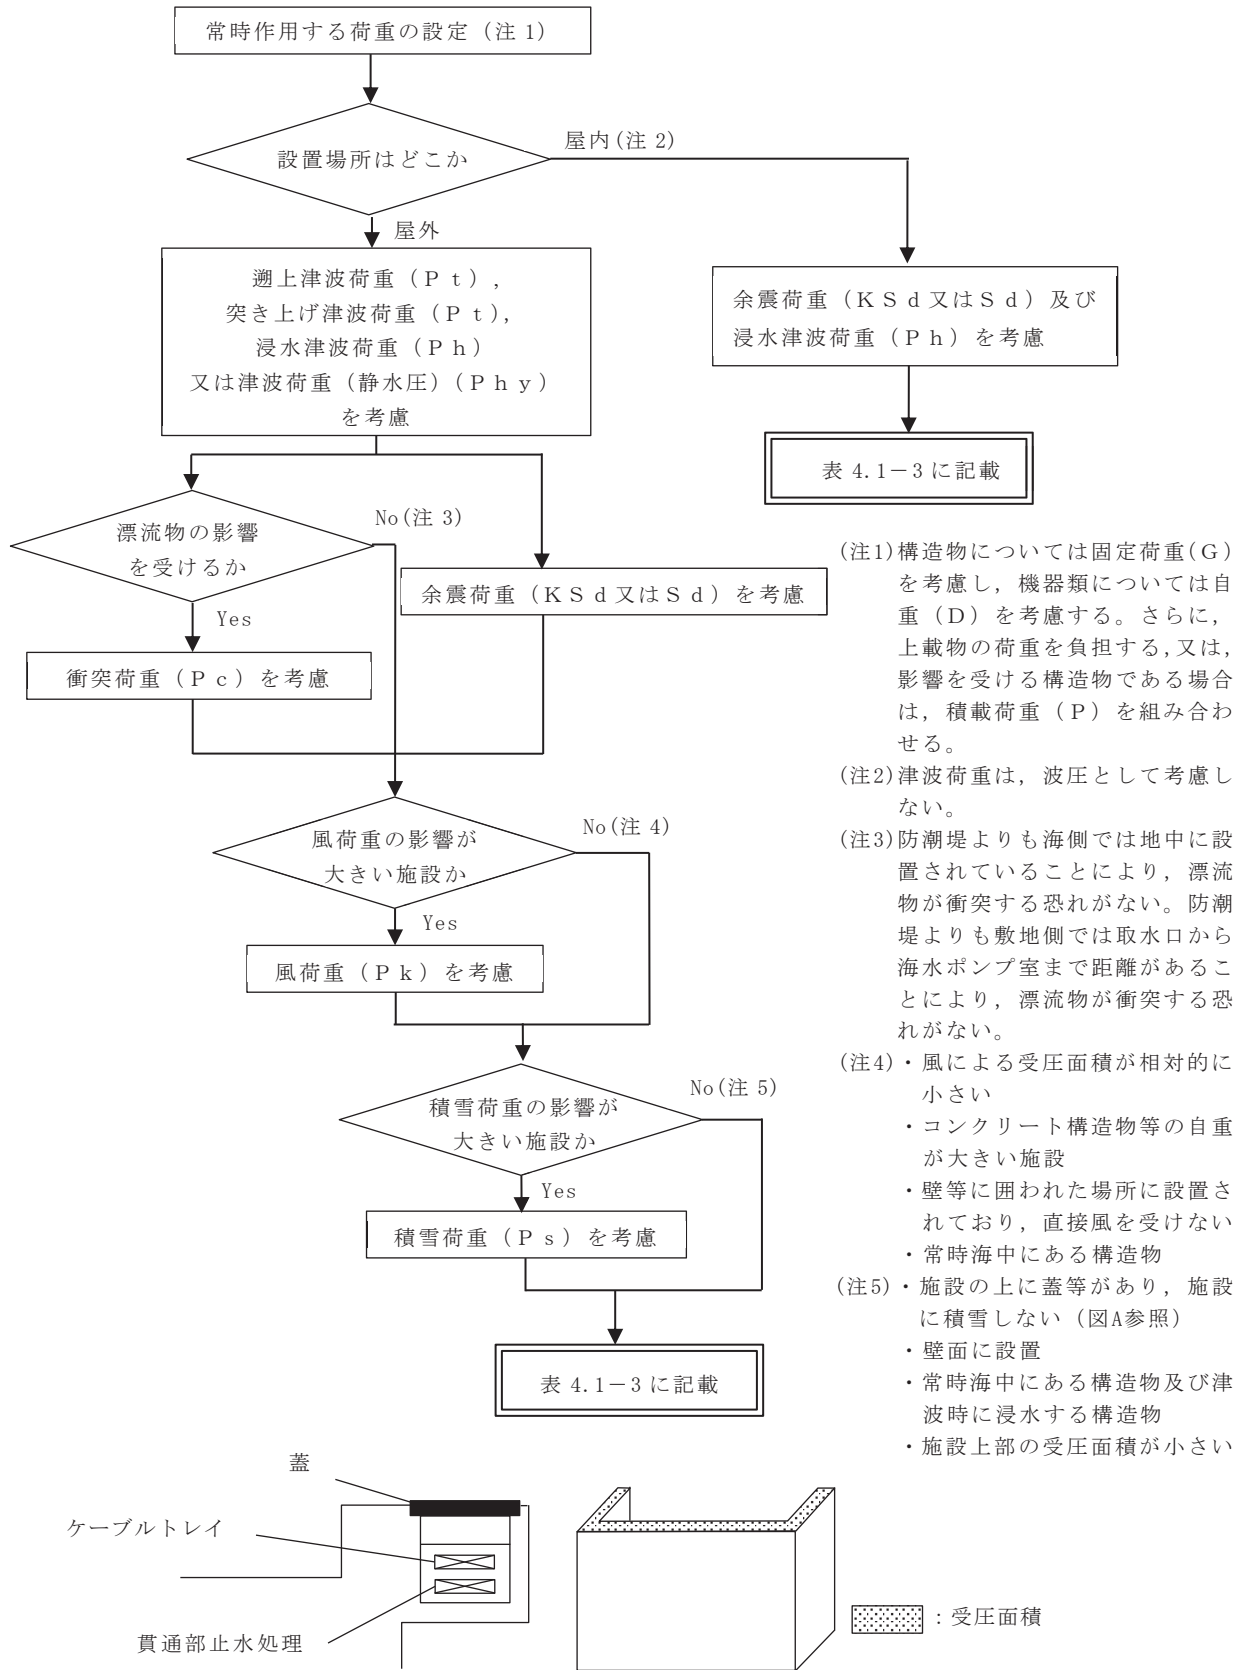 常時作用する荷重の設定(注 1)
設置場所はどこか
屋内(注 2)
屋外
遡上津波荷重(Pt),
突き上げ津波荷重(Pt),
浸水津波荷重(Ph)
又は津波荷重(静水圧)(Phy)
を考慮
余震荷重(KSd又はSd)及び
浸水津波荷重(Ph)を考慮
表 4.1-3 に記載
漂流物の影響
を受けるか
No(注 3)
Yes
余震荷重(KSd又はSd)を考慮
衝突荷重(Pc)を考慮
風荷重の影響が
大きい施設か
No(注 4)
Yes
風荷重(Pk)を考慮
積雪荷重の影響が
大きい施設か
No(注 5)
Yes
積雪荷重(Ps)を考慮
表 4.1-3 に記載
(注1)構造物については固定荷重(G)
を考慮し,機器類については自
重(D)を考慮する。さらに,
上載物の荷重を負担する,又は,
影響を受ける構造物である場合
は,積載荷重(P)を組み合わ
せる。
(注2)津波荷重は,波圧として考慮し
ない。
(注3)防潮堤よりも海側では地中に設
置されていることにより,漂流
物が衝突する恐れがない。防潮
堤よりも敷地側では取水口から
海水ポンプ室まで距離があるこ
とにより,漂流物が衝突する恐
れがない。
(注4)・風による受圧面積が相対的に
小さい
・コンクリート構造物等の自重
が大きい施設
・壁等に囲われた場所に設置さ
れており,直接風を受けない
・常時海中にある構造物
(注5)・施設の上に蓋等があり,施設
に積雪しない(図A参照)
・壁面に設置
・常時海中にある構造物及び津
波時に浸水する構造物
・施設上部の受圧面積が小さい
蓋
ケーブルトレイ
貫通部止水処理
:受圧面積